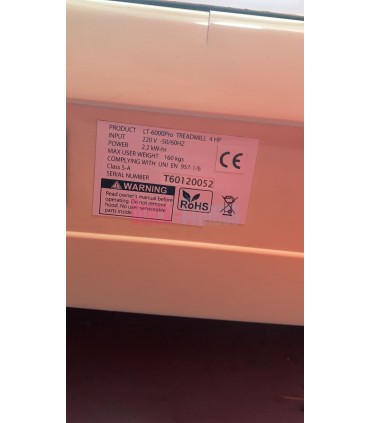 PRODUCT LT-6000Pro TREADMILL 4 HP
INPUT 220 V -50/60HZ
POWER 2,2 kW-hr
MAX USER WEIGHT 160 kgs
COMPLYING WITH UNI EN 957-1/6
Class S-A
SERIAL NUMBER T60120052
CE
WARNING
Read owner's manual before
operating. Do not remove
hood. No user-serviceable
parts inside.
RoHS